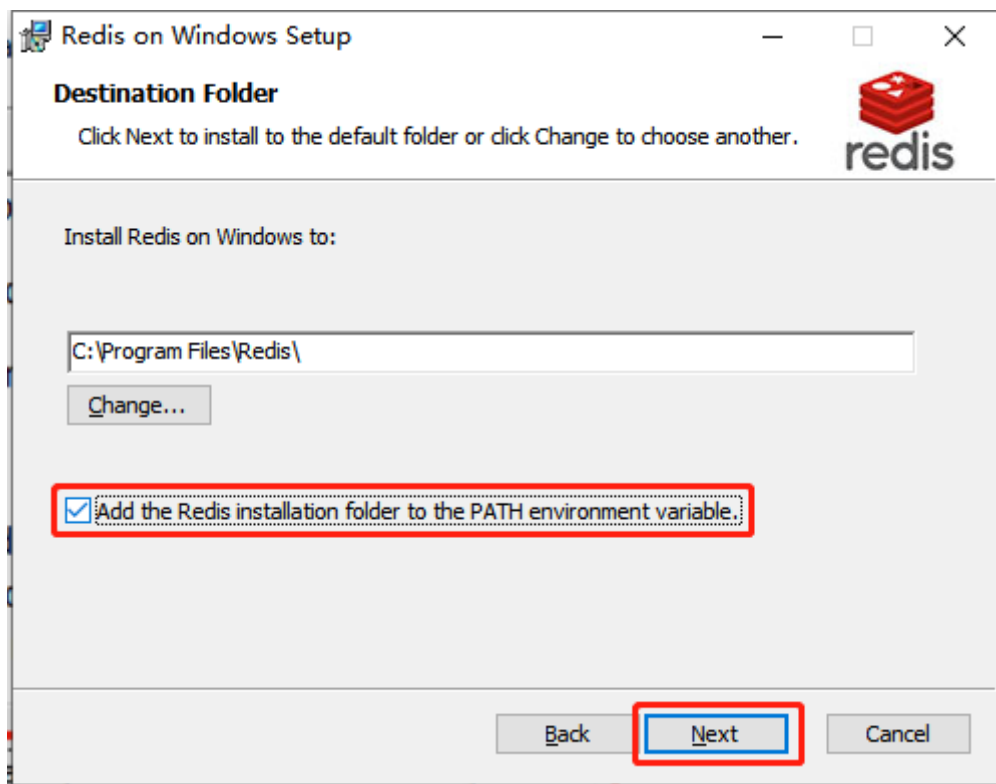 Redis on Windows Setup
Destination Folder
Click Next to install to the default folder or click Change to choose another.
redis
Install Redis on Windows to:
C:\Program Files\Redis\
Change...
Add the Redis installation folder to the PATH environment variable.
Back Next Cancel